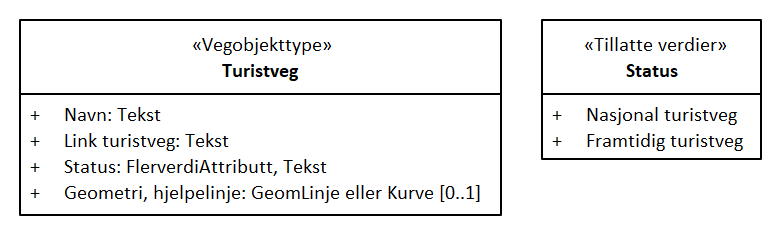 «Vegobjekttype»
Turistveg
+ Navn: Tekst
+ Link turistveg: Tekst
+ Status: FlerverdiAttributt, Tekst
+ Geometri, hjelpelinje: GeomLinje eller Kurve [0..1]
«Tillatte verdier»
Status
+ Nasjonal turistveg
+ Framtidig turistveg